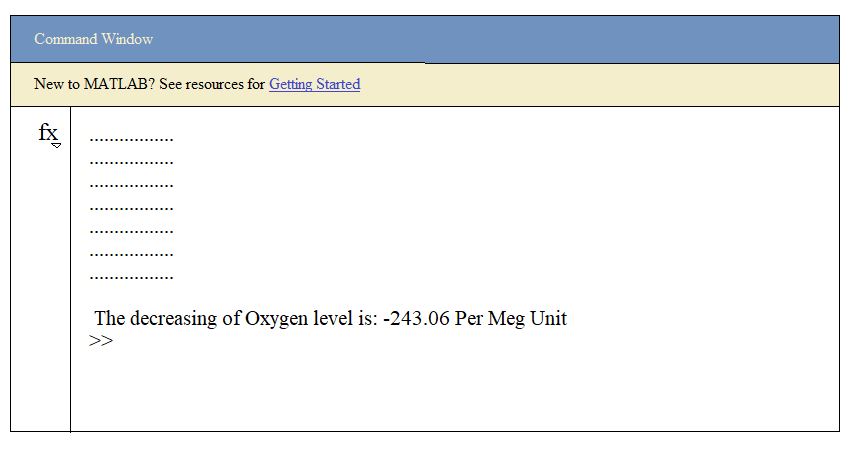 Command Window
New to MATLAB? See resources for Getting Started
fx
.................
.................
.................
.................
.................
.................
.................
The decreasing of Oxygen level is: -243.06 Per Meg Unit
>>